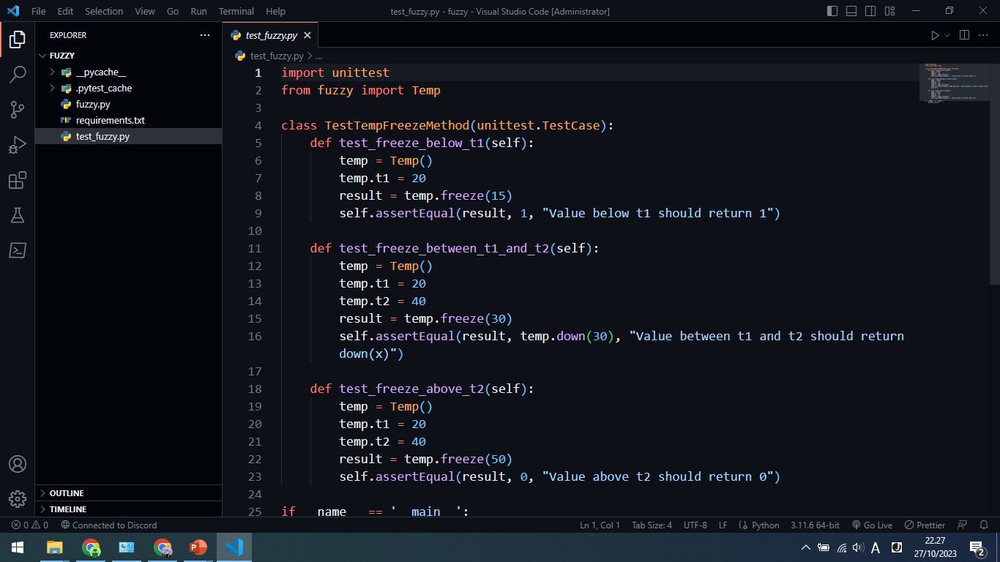 File Edit Selection View Go Run Terminal Help
test_fuzzy.py - fuzzy - Visual Studio Code [Administrator]
EXPLORER
FUZZY
__pycache__
.pytest_cache
fuzzy.py
requirements.txt
test_fuzzy.py
OUTLINE
TIMELINE
test_fuzzy.py
test_fuzzy.py > ...
1 import unittest
2 from fuzzy import Temp
3
4 class TestTempFreezeMethod(unittest.TestCase):
5     def test_freeze_below_t1(self):
6         temp = Temp()
7         temp.t1 = 20
8         result = temp.freeze(15)
9         self.assertEqual(result, 1, "Value below t1 should return 1")
10
11     def test_freeze_between_t1_and_t2(self):
12         temp = Temp()
13         temp.t1 = 20
14         temp.t2 = 40
15         result = temp.freeze(30)
16         self.assertEqual(result, temp.down(30), "Value between t1 and t2 should return
        down(x)")
17
18     def test_freeze_above_t2(self):
19         temp = Temp()
20         temp.t1 = 20
21         temp.t2 = 40
22         result = temp.freeze(50)
23         self.assertEqual(result, 0, "Value above t2 should return 0")
24
25 if __name__ == '__main__':
0 0 Connected to Discord Ln 1, Col 1 Tab Size: 4 UTF-8 LF {} Python 3.11.6 64-bit Go Live Prettier
A J 22.27
27/10/2023
2